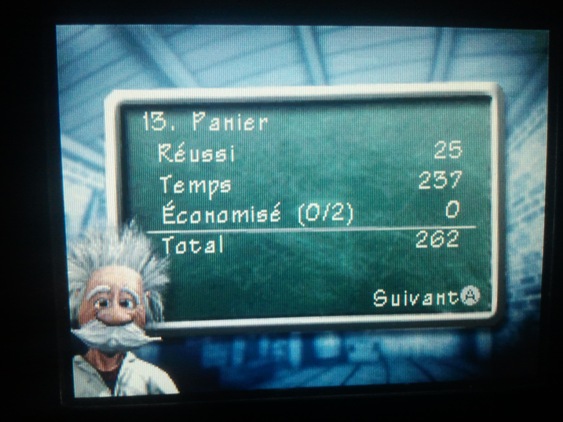 13. Panier
Réussi 25
Temps 237
Économisé (0/2) 0
Total 262
Suivant A